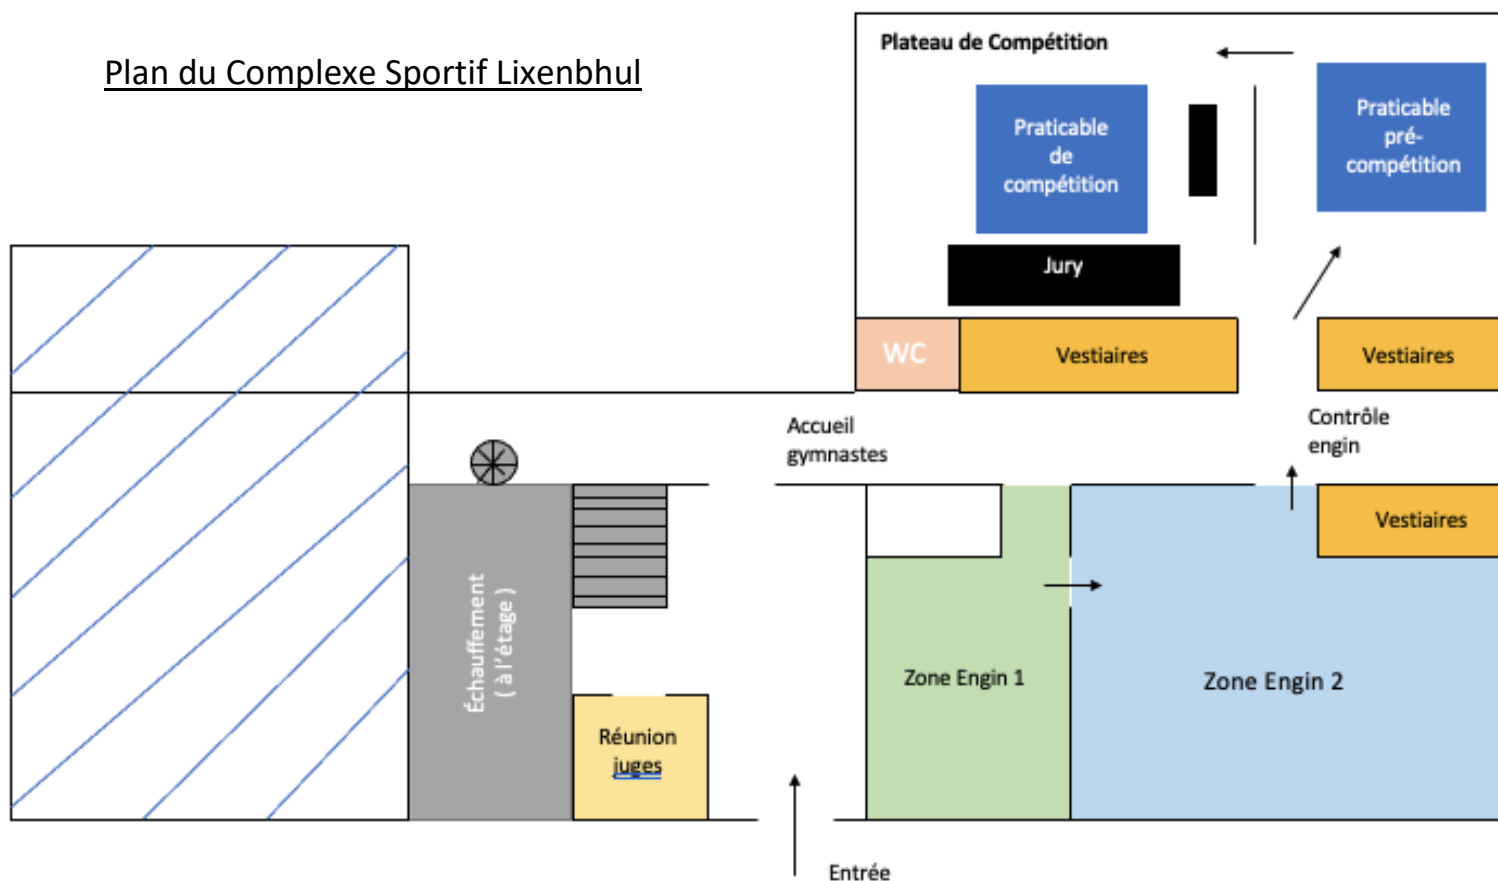 Plan du Complexe Sportif Lixenbhul
Plateau de Compétition
Praticable
de
compétition
Praticable
pré-
compétition
Jury
WC
Vestiaires
Vestiaires
Accueil
gymnastes
Contrôle
engin
Vestiaires
Échauffement
( à l'étage )
Zone Engin 1
Zone Engin 2
Réunion
juges
Entrée